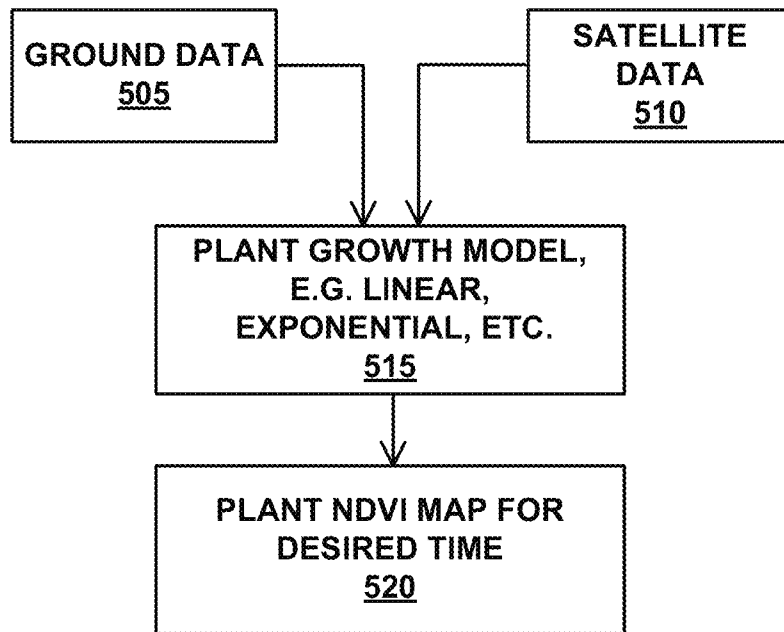 GROUND DATA
505
SATELLITE
DATA
510
PLANT GROWTH MODEL,
E.G. LINEAR,
EXPONENTIAL, ETC.
515
PLANT NDVI MAP FOR
DESIRED TIME
520